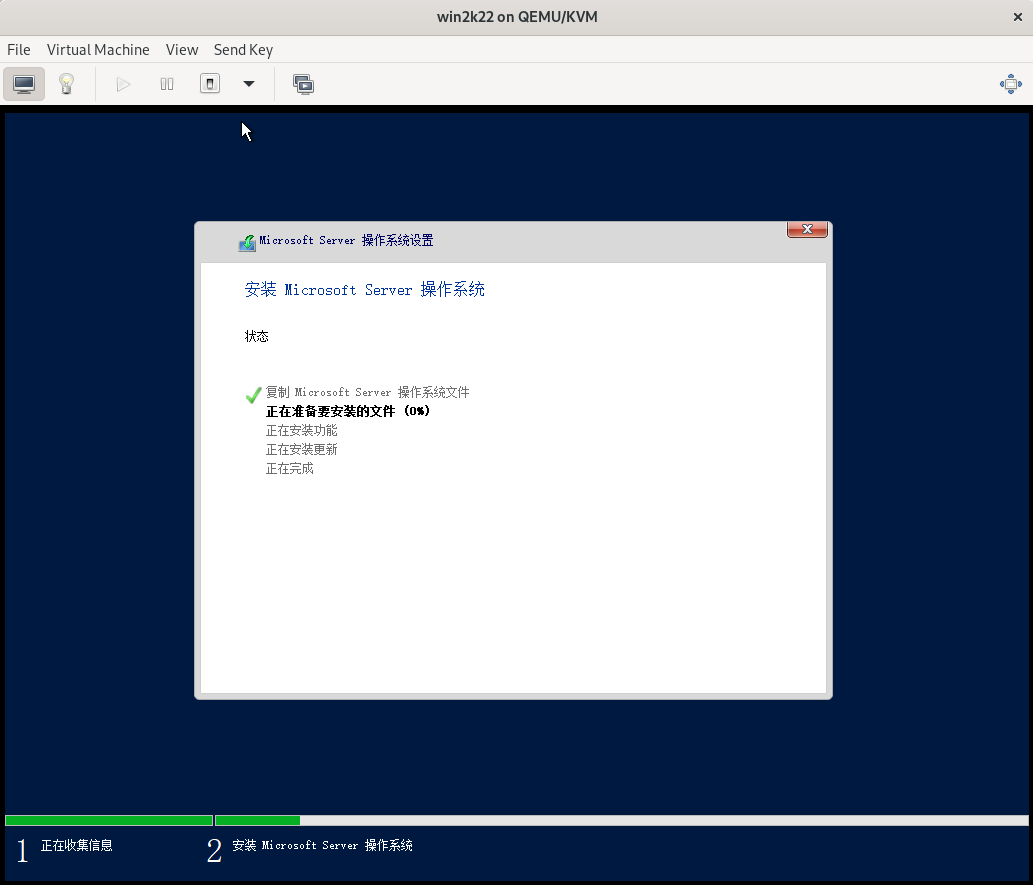 win2k22 on QEMU/KVM
File Virtual Machine View Send Key
Microsoft Server 操作系统设置
安装 Microsoft Server 操作系统
状态
复制 Microsoft Server 操作系统文件
正在准备要安装的文件 (0%)
正在安装功能
正在安装更新
正在完成
1 正在收集信息 2 安装 Microsoft Server 操作系统